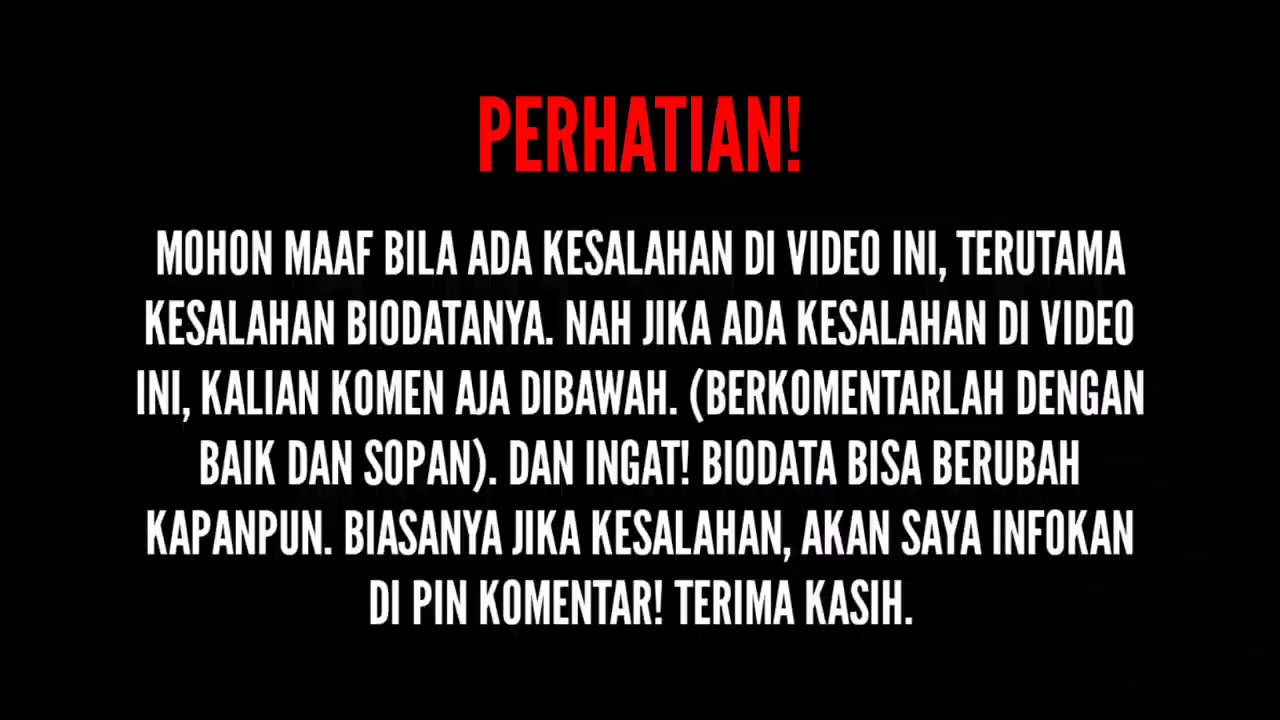 PERHATIAN!
MOHON MAAF BILA ADA KESALAHAN DI VIDEO INI, TERUTAMA
KESALAHAN BIODATANYA. NAH JIKA ADA KESALAHAN DI VIDEO
INI, KALIAN KOMEN AJA DIBAWAH. (BERKOMENTARLAH DENGAN
BAIK DAN SOPAN). DAN INGAT! BIODATA BISA BERUBAH
KAPANPUN. BIASANYA JIKA KESALAHAN, AKAN SAYA INFOKAN
DI PIN KOMENTAR! TERIMA KASIH.